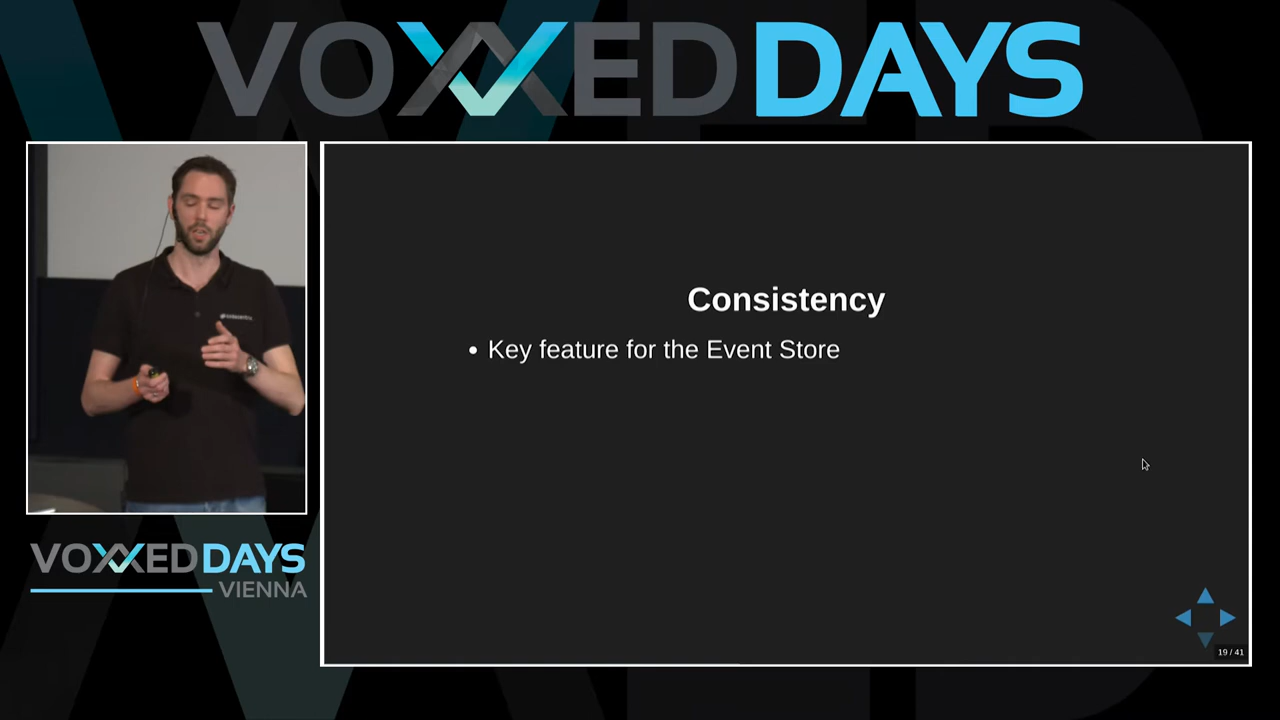 VOXXED DAYS
Consistency
• Key feature for the Event Store
VOXXED DAYS
VIENNA
19 / 41